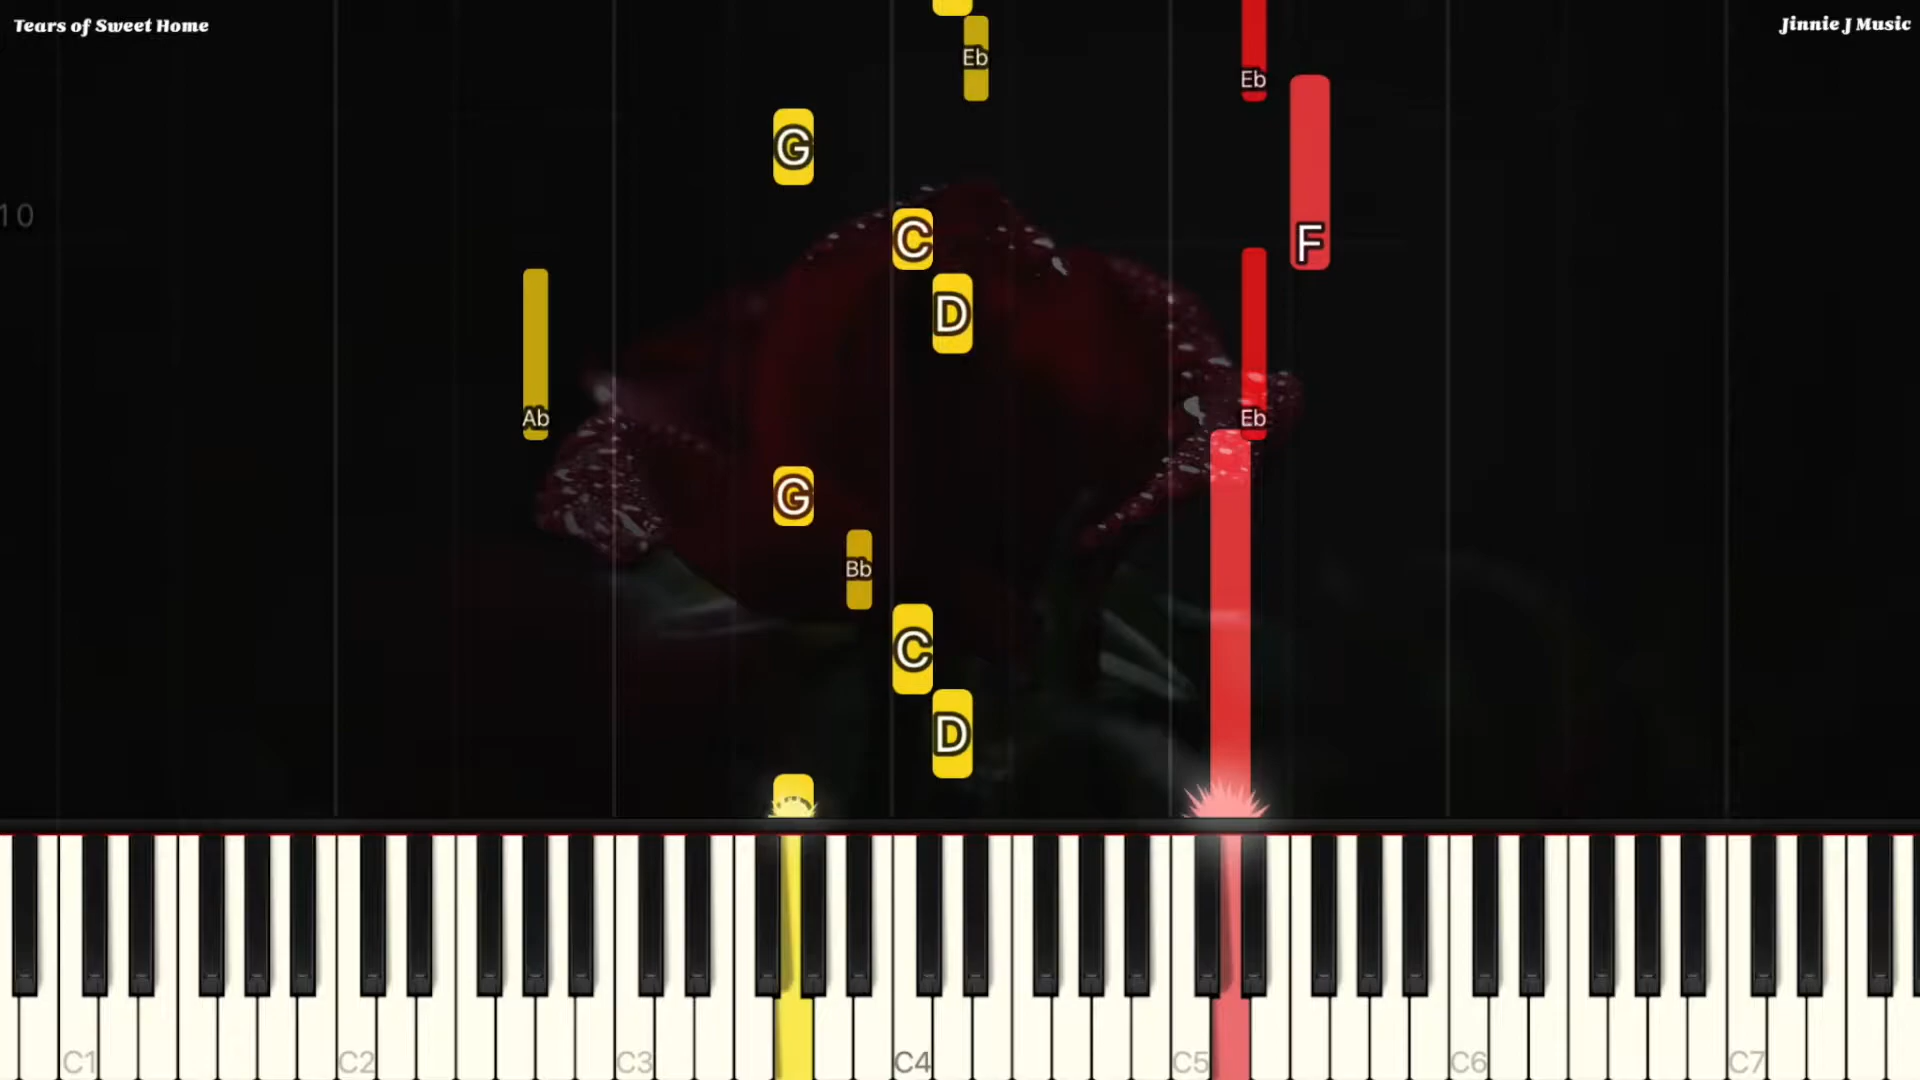 Tears of Sweet Home
Jinnie J Music
Eb
Eb
G
10
C
F
D
Ab
Eb
G
Bb
C
D
C1
C2
C3
C4
C5
C6
C7